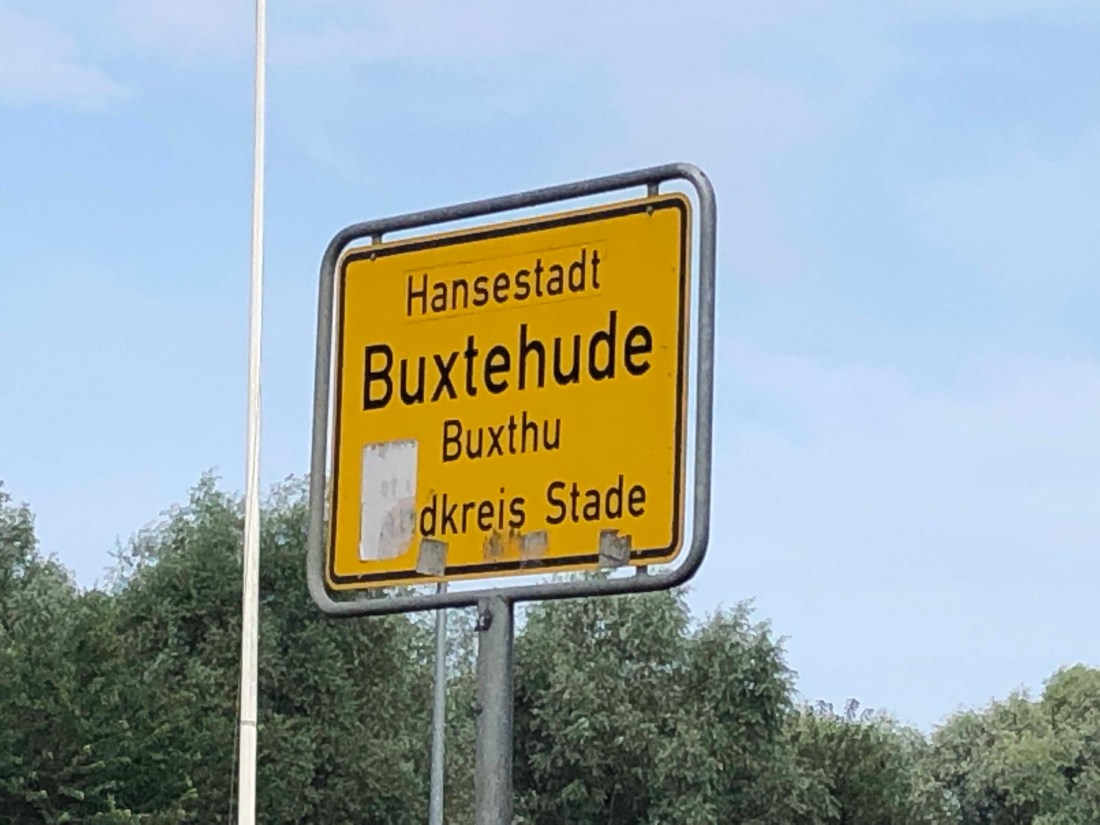 Hansestadt
Buxtehude
Buxthu
dkreis Stade